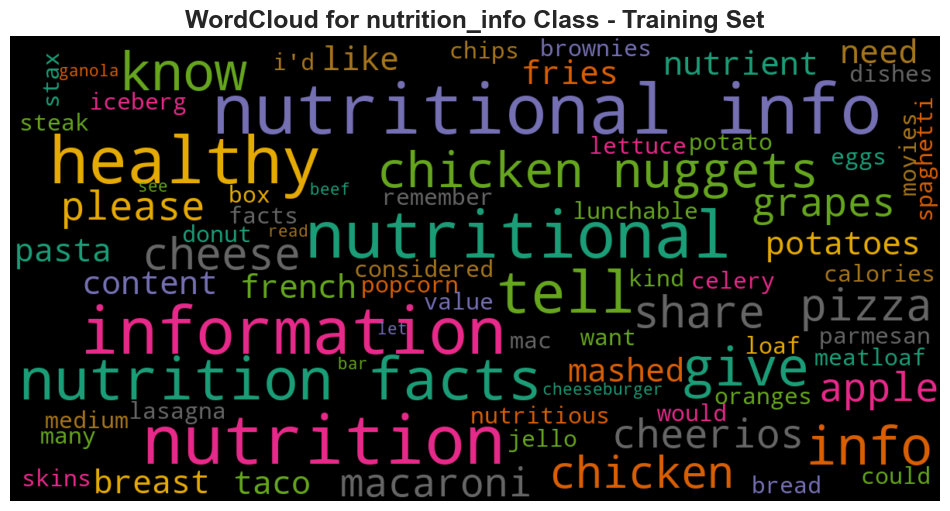 WordCloud for nutrition_info Class - Training Set
stax ganola know i'd like chips brownies need
iceberg fries nutrient dishes
steak nutritional info
healthy see beef lettuce potato eggs movies spaghetti
chicken nuggets
please box facts remember grapes
donut read nutritional lunchable potatoes
pasta cheese considered
content french popcorn kind celery calories
value tell share pizza
information let mac want loaf parmesan
bar meatloaf
nutrition facts cheeseburger mashed give oranges apple
medium lasagna nutritious would
many nutrition jello cheerios info
skins breast taco macaroni chicken bread could